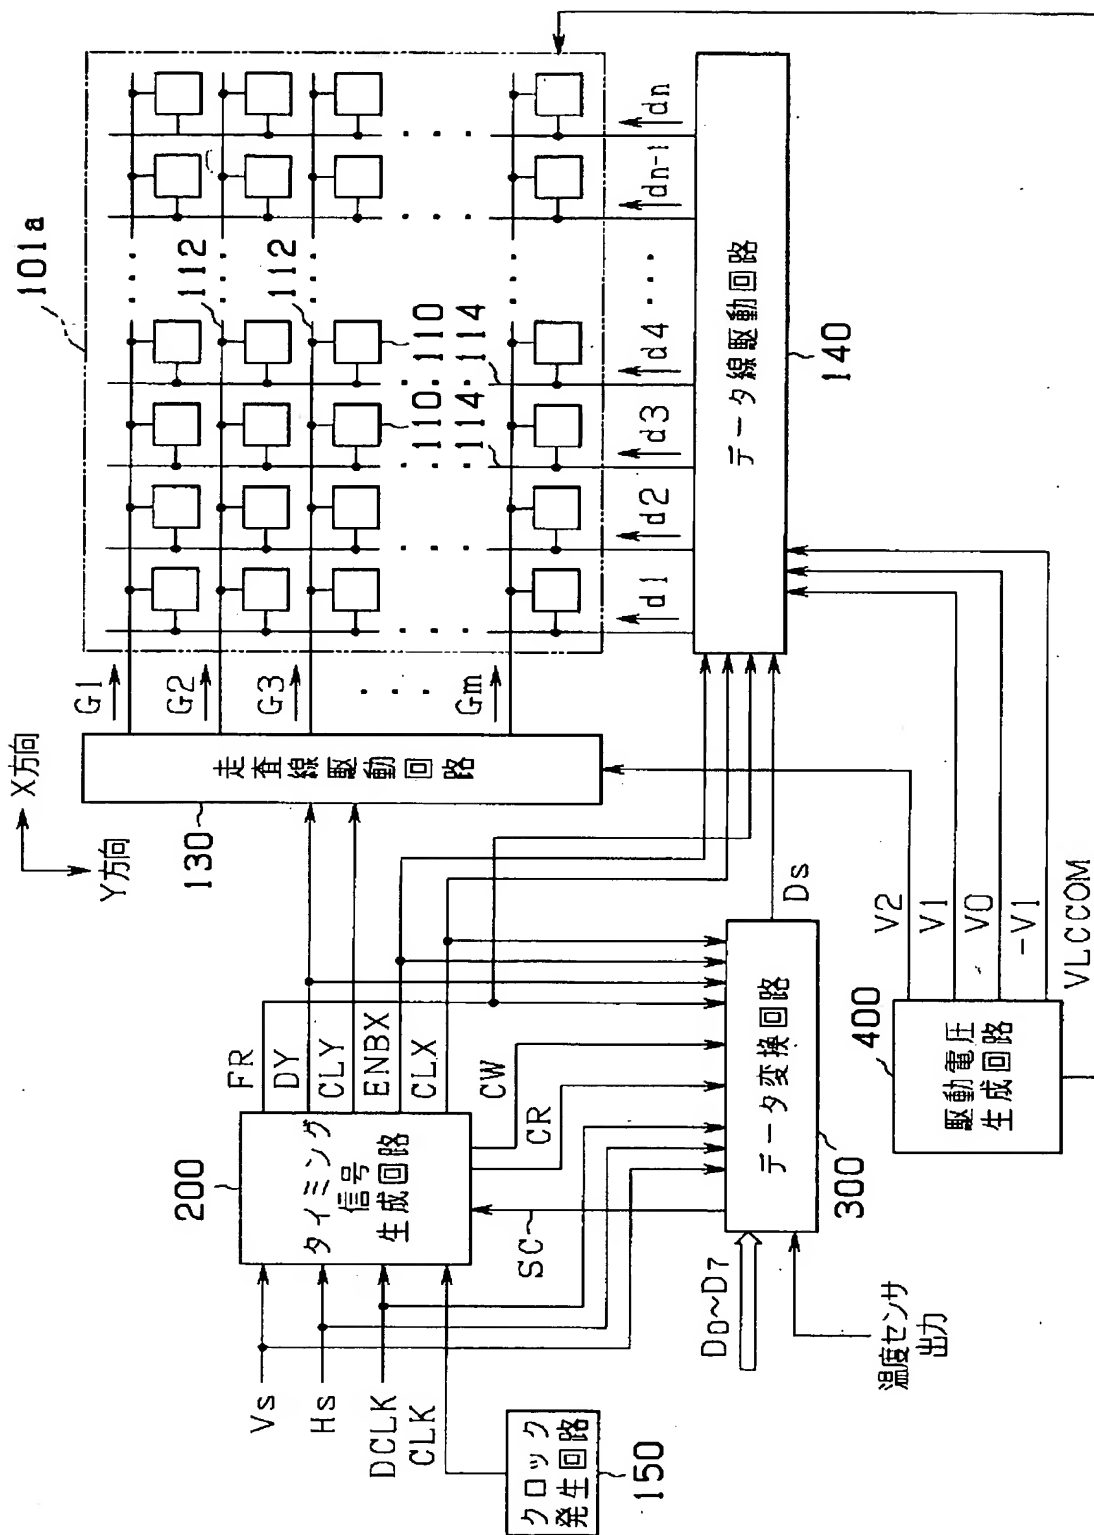 X方向
Y方向
101a
G1
G2
G3
Gm
走査線駆動回路
130
112
112
110
110
114
114
d1
d2
d3
d4
dn-1
dn
データ線駆動回路
140
FR
DY
CLY
ENBX
CLX
CW
CR
SC
200
タイミング
信号
生成回路
Vs
Hs
DCLK
CLK
クロック
発生回路
150
D0~D7
温度センサ
出力
データ変換回路
300
Ds
400
駆動電圧
生成回路
V2
V1
V0
-V1
VLCCOM